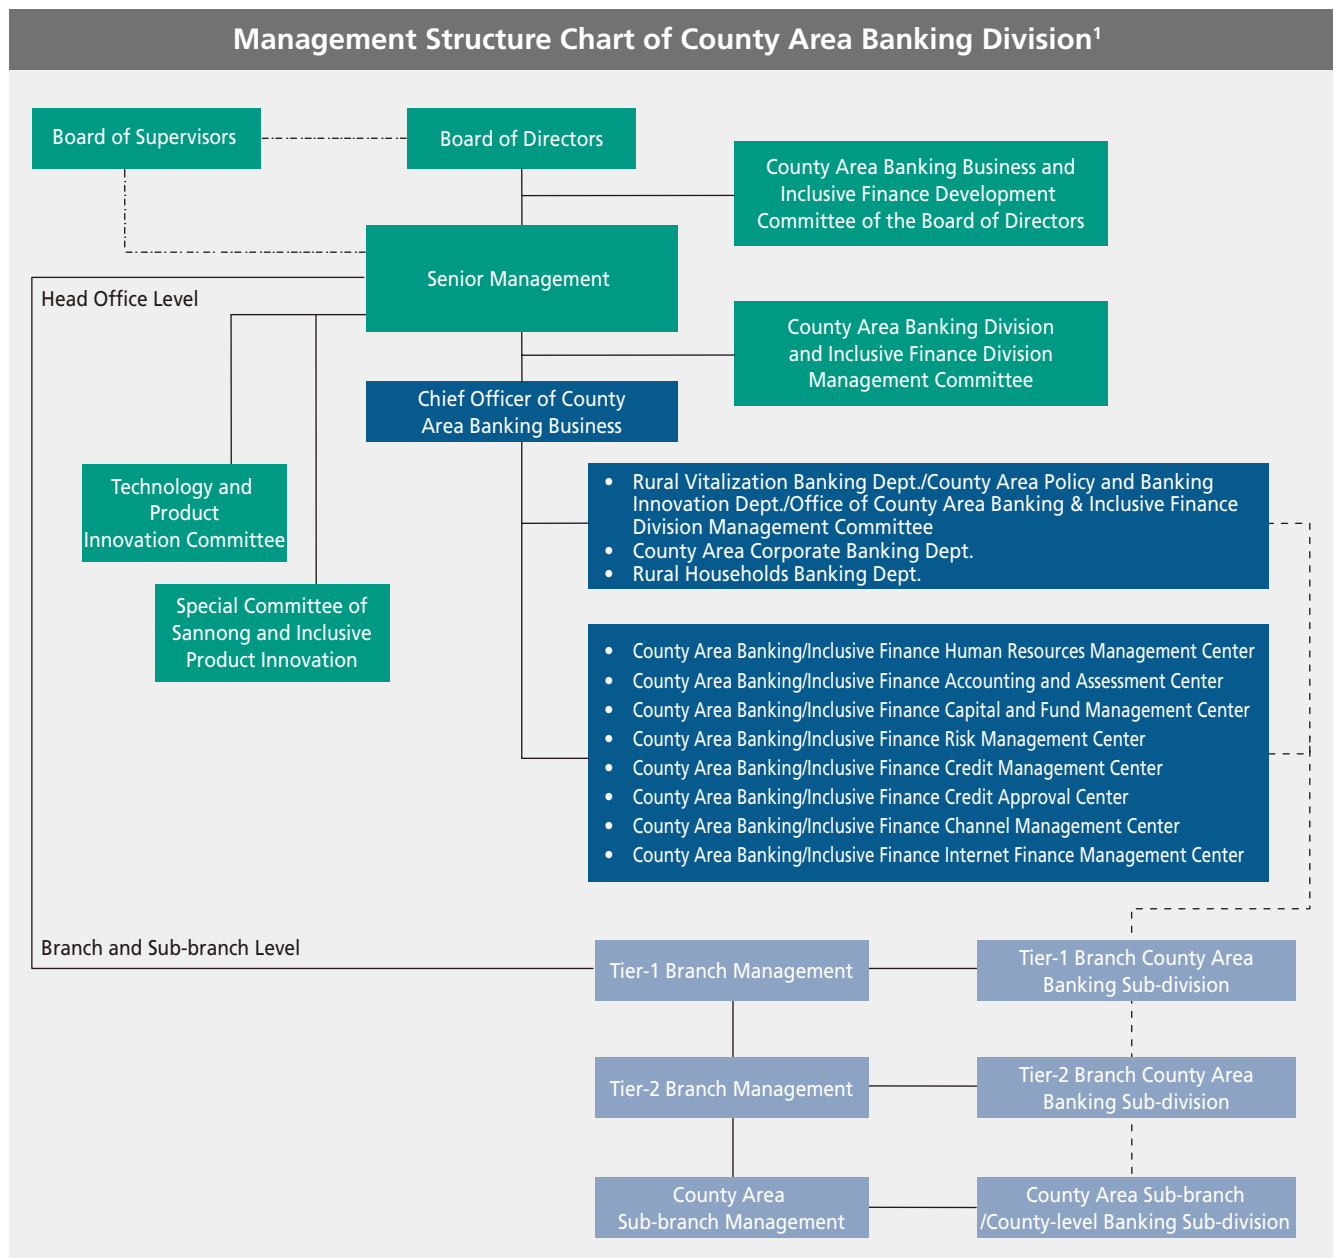 Management Structure Chart of County Area Banking Division1
Board of Supervisors
Board of Directors
County Area Banking Business and
Inclusive Finance Development
Committee of the Board of Directors
Senior Management
Head Office Level
County Area Banking Division
and Inclusive Finance Division
Management Committee
Chief Officer of County
Area Banking Business
Technology and
Product
Innovation Committee
• Rural Vitalization Banking Dept./County Area Policy and Banking
Innovation Dept./Office of County Area Banking & Inclusive Finance
Division Management Committee
• County Area Corporate Banking Dept.
• Rural Households Banking Dept.
Special Committee of
Sannong and Inclusive
Product Innovation
• County Area Banking/Inclusive Finance Human Resources Management Center
• County Area Banking/Inclusive Finance Accounting and Assessment Center
• County Area Banking/Inclusive Finance Capital and Fund Management Center
• County Area Banking/Inclusive Finance Risk Management Center
• County Area Banking/Inclusive Finance Credit Management Center
• County Area Banking/Inclusive Finance Credit Approval Center
• County Area Banking/Inclusive Finance Channel Management Center
• County Area Banking/Inclusive Finance Internet Finance Management Center
Branch and Sub-branch Level
Tier-1 Branch Management
Tier-1 Branch County Area
Banking Sub-division
Tier-2 Branch Management
Tier-2 Branch County Area
Banking Sub-division
County Area
Sub-branch Management
County Area Sub-branch
/County-level Banking Sub-division